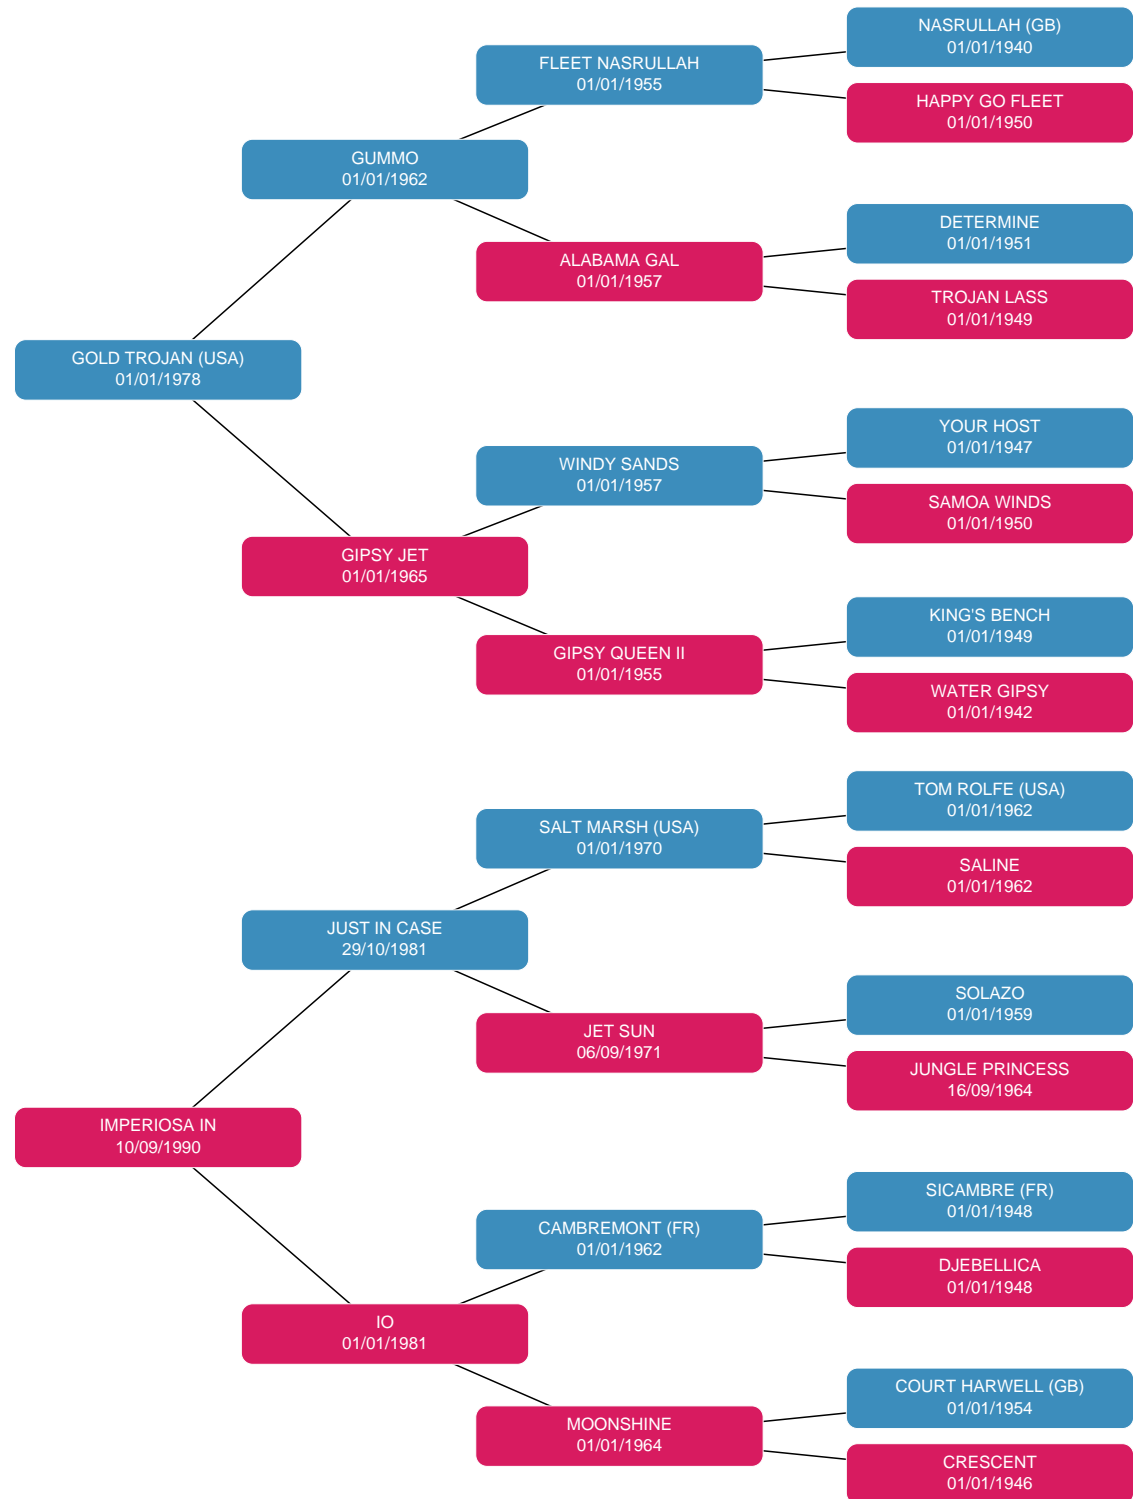 NASRULLAH (GB)
01/01/1940
FLEET NASRULLAH
01/01/1955
HAPPY GO FLEET
01/01/1950
GUMMO
01/01/1962
DETERMINE
01/01/1951
ALABAMA GAL
01/01/1957
TROJAN LASS
01/01/1949
GOLD TROJAN (USA)
01/01/1978
YOUR HOST
01/01/1947
WINDY SANDS
01/01/1957
SAMOA WINDS
01/01/1950
GIPSY JET
01/01/1965
KING'S BENCH
01/01/1949
GIPSY QUEEN II
01/01/1955
WATER GIPSY
01/01/1942
TOM ROLFE (USA)
01/01/1962
SALT MARSH (USA)
01/01/1970
SALINE
01/01/1962
JUST IN CASE
29/10/1981
SOLAZO
01/01/1959
JET SUN
06/09/1971
JUNGLE PRINCESS
16/09/1964
IMPERIOSA IN
10/09/1990
SICAMBRE (FR)
01/01/1948
CAMBREMONT (FR)
01/01/1962
DJEBELLICA
01/01/1948
IO
01/01/1981
COURT HARWELL (GB)
01/01/1954
MOONSHINE
01/01/1964
CRESCENT
01/01/1946